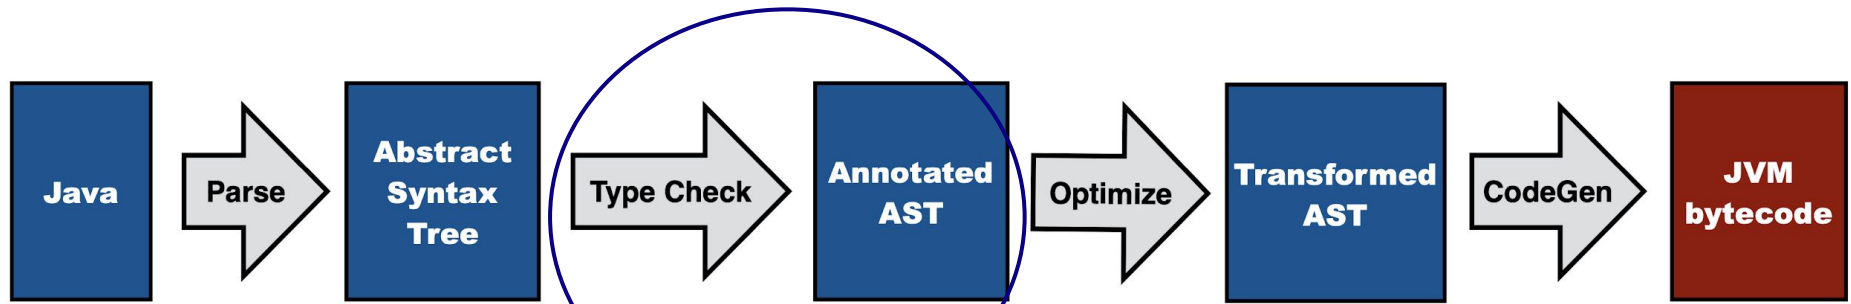 Java
Parse
Abstract
Syntax
Tree
Type Check
Annotated
AST
Optimize
Transformed
AST
CodeGen
JVM
bytecode